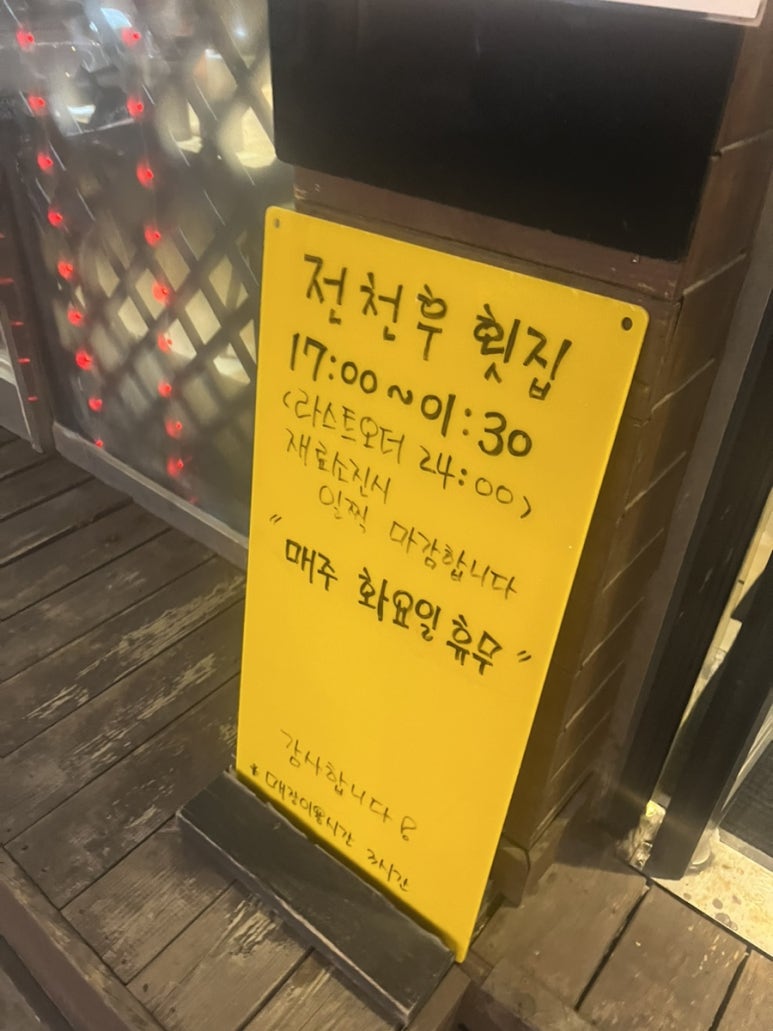 전천후 횟집
17:00~01:30
<라스트오더 24:00>
재료소진시
일찍 마감합니다
"매주 화요일 휴무"
감사합니다
* 매장이용시간 3시간